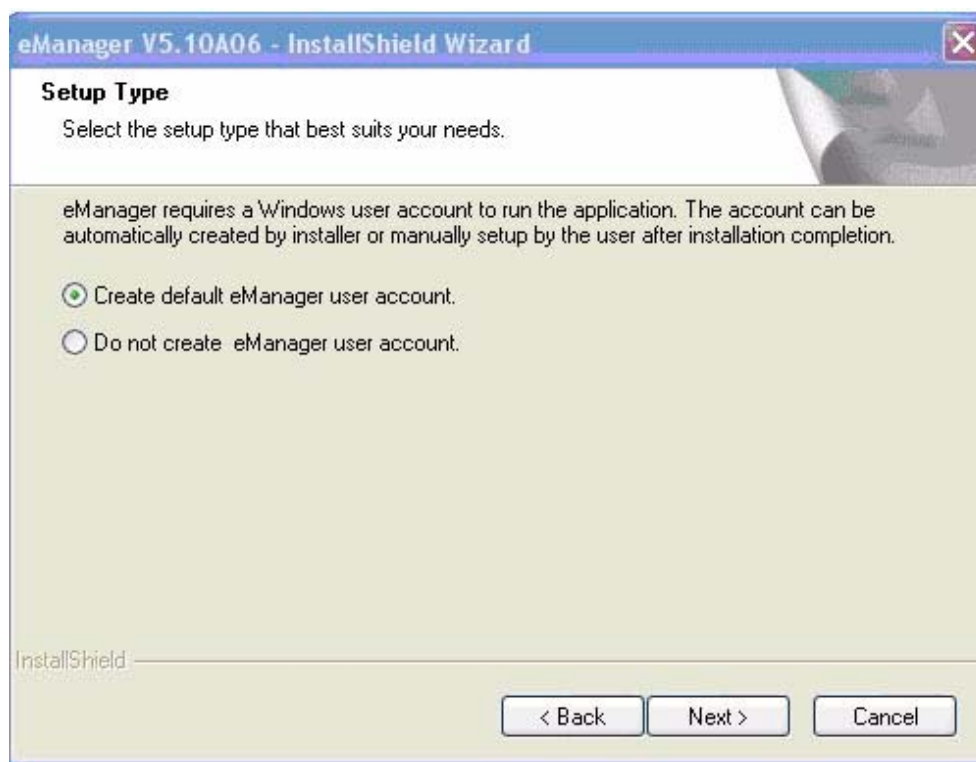 eManager V5.10A06 - InstallShield Wizard
Setup Type
Select the setup type that best suits your needs.
eManager requires a Windows user account to run the application. The account can be
automatically created by installer or manually setup by the user after installation completion.
Create default eManager user account.
Do not create eManager user account.
InstallShield
< Back
Next >
Cancel